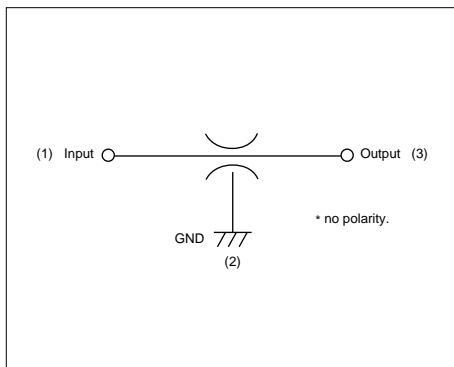 (1) Input Output (3)
* no polarity.
GND
(2)